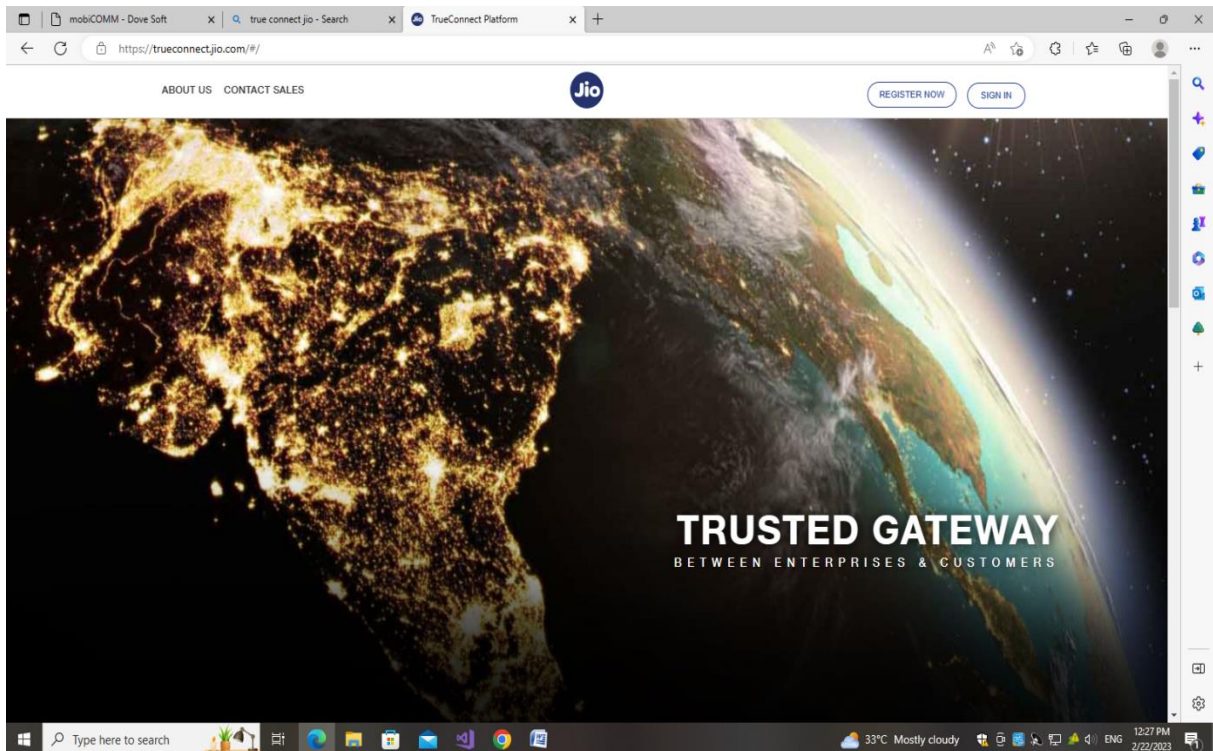 mobiCOMM - Dove Soft
true connect jio - Search
TrueConnect Platform
https://trueconnect.jio.com/#/
ABOUT US CONTACT SALES
Jio
REGISTER NOW
SIGN IN
TRUSTED GATEWAY
BETWEEN ENTERPRISES & CUSTOMERS
Type here to search
33°C Mostly cloudy
ENG
12:27 PM
2/22/2023